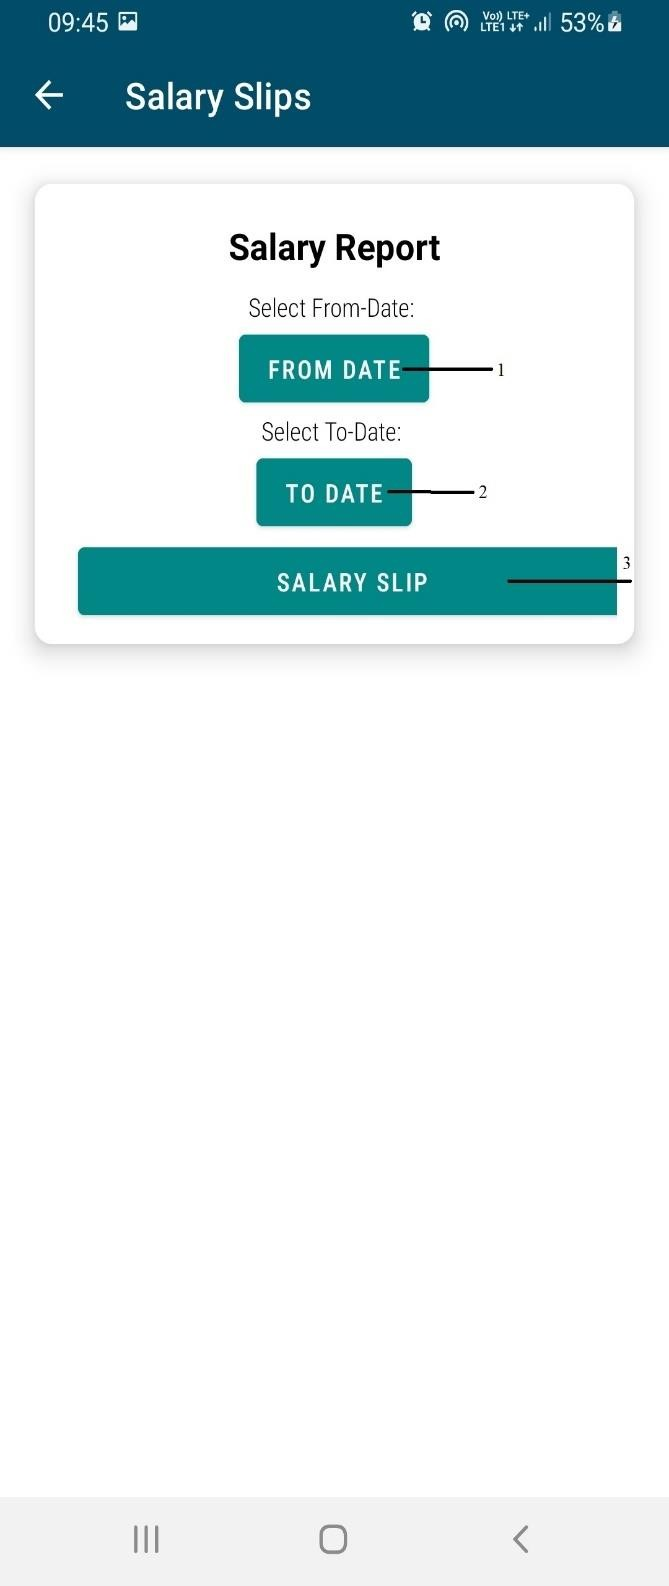 09:45 Vo)) LTE+ LTE1 53%
Salary Slips
Salary Report
Select From-Date:
FROM DATE 1
Select To-Date:
TO DATE 2
3
SALARY SLIP